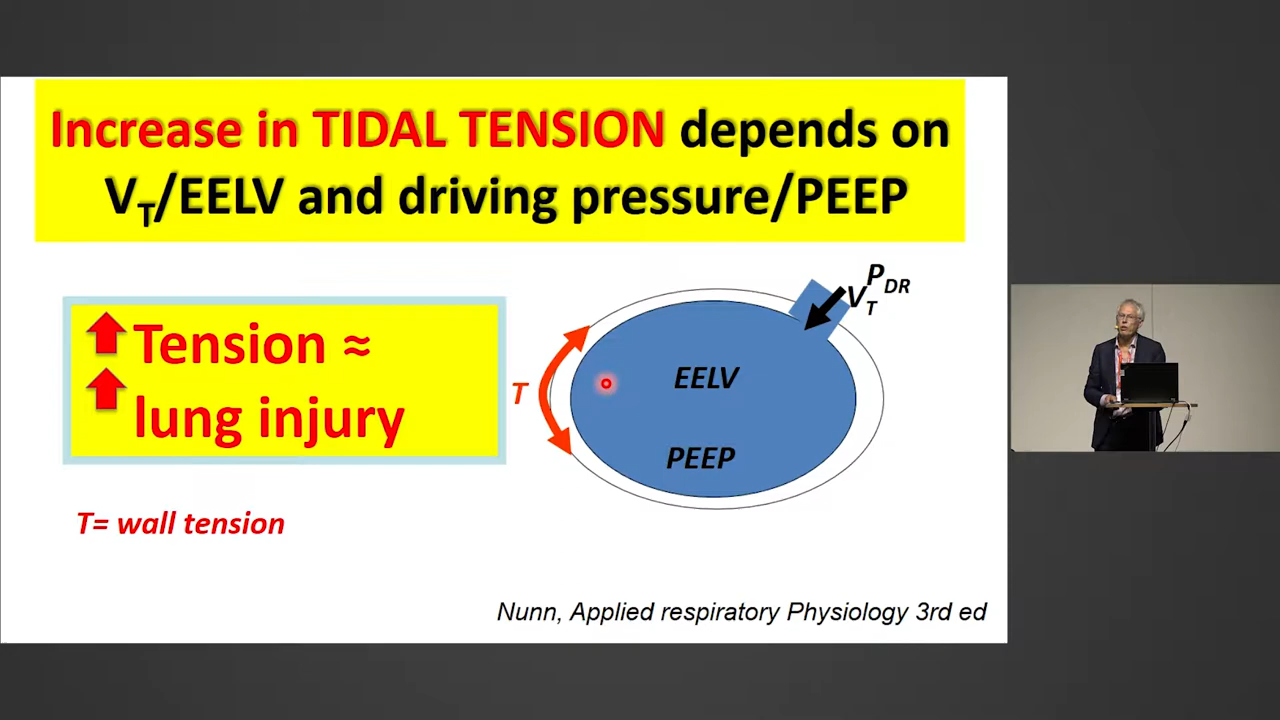 Increase in TIDAL TENSION depends on
VT/EELV and driving pressure/PEEP
Tension ≈
lung injury
T= wall tension
PDR
VT
T
EELV
PEEP
Nunn, Applied respiratory Physiology 3rd ed